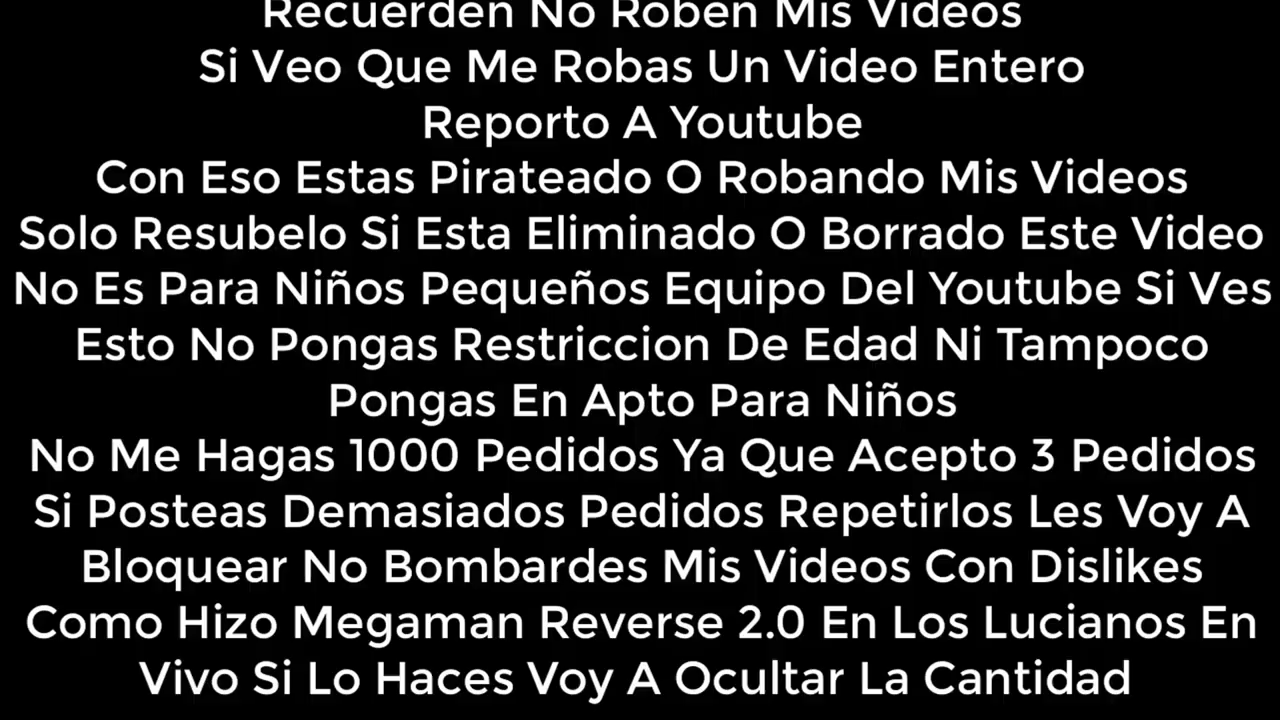 Recuerden No Roben Mis Videos
Si Veo Que Me Robas Un Video Entero
Reporto A Youtube
Con Eso Estas Pirateado O Robando Mis Videos
Solo Resubelo Si Esta Eliminado O Borrado Este Video
No Es Para Niños Pequeños Equipo Del Youtube Si Ves
Esto No Pongas Restriccion De Edad Ni Tampoco
Pongas En Apto Para Niños
No Me Hagas 1000 Pedidos Ya Que Acepto 3 Pedidos
Si Posteas Demasiados Pedidos Repetirlos Les Voy A
Bloquear No Bombardes Mis Videos Con Dislikes
Como Hizo Megaman Reverse 2.0 En Los Lucianos En
Vivo Si Lo Haces Voy A Ocultar La Cantidad